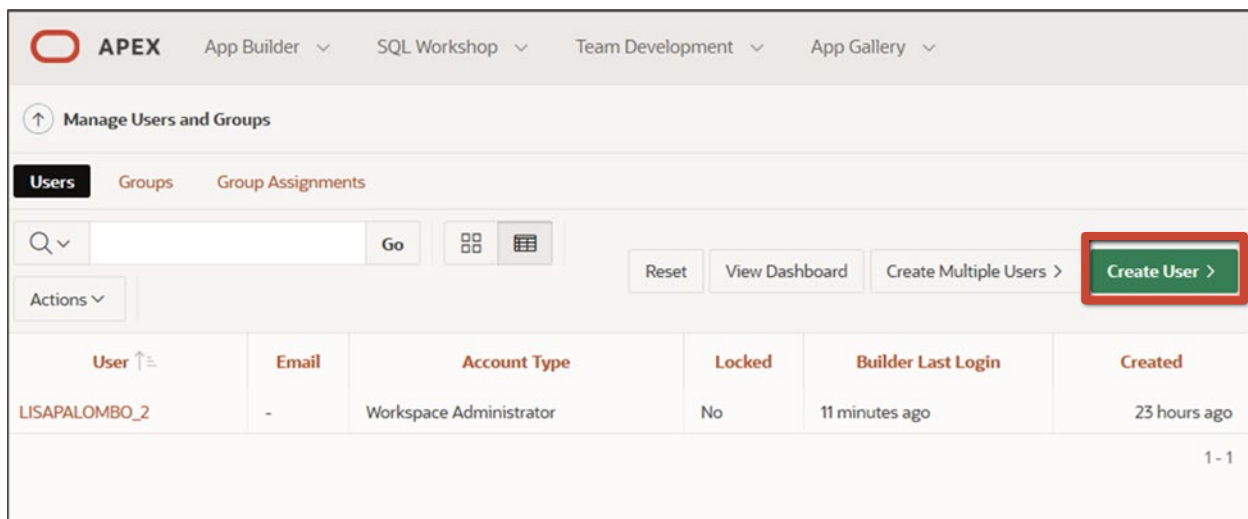 APEX App Builder SQL Workshop Team Development App Gallery
Manage Users and Groups
Users Groups Group Assignments
Go
Reset View Dashboard Create Multiple Users > Create User >
Actions
User Email Account Type Locked Builder Last Login Created
LISAPALOMBO_2 - Workspace Administrator No 11 minutes ago 23 hours ago
1 - 1